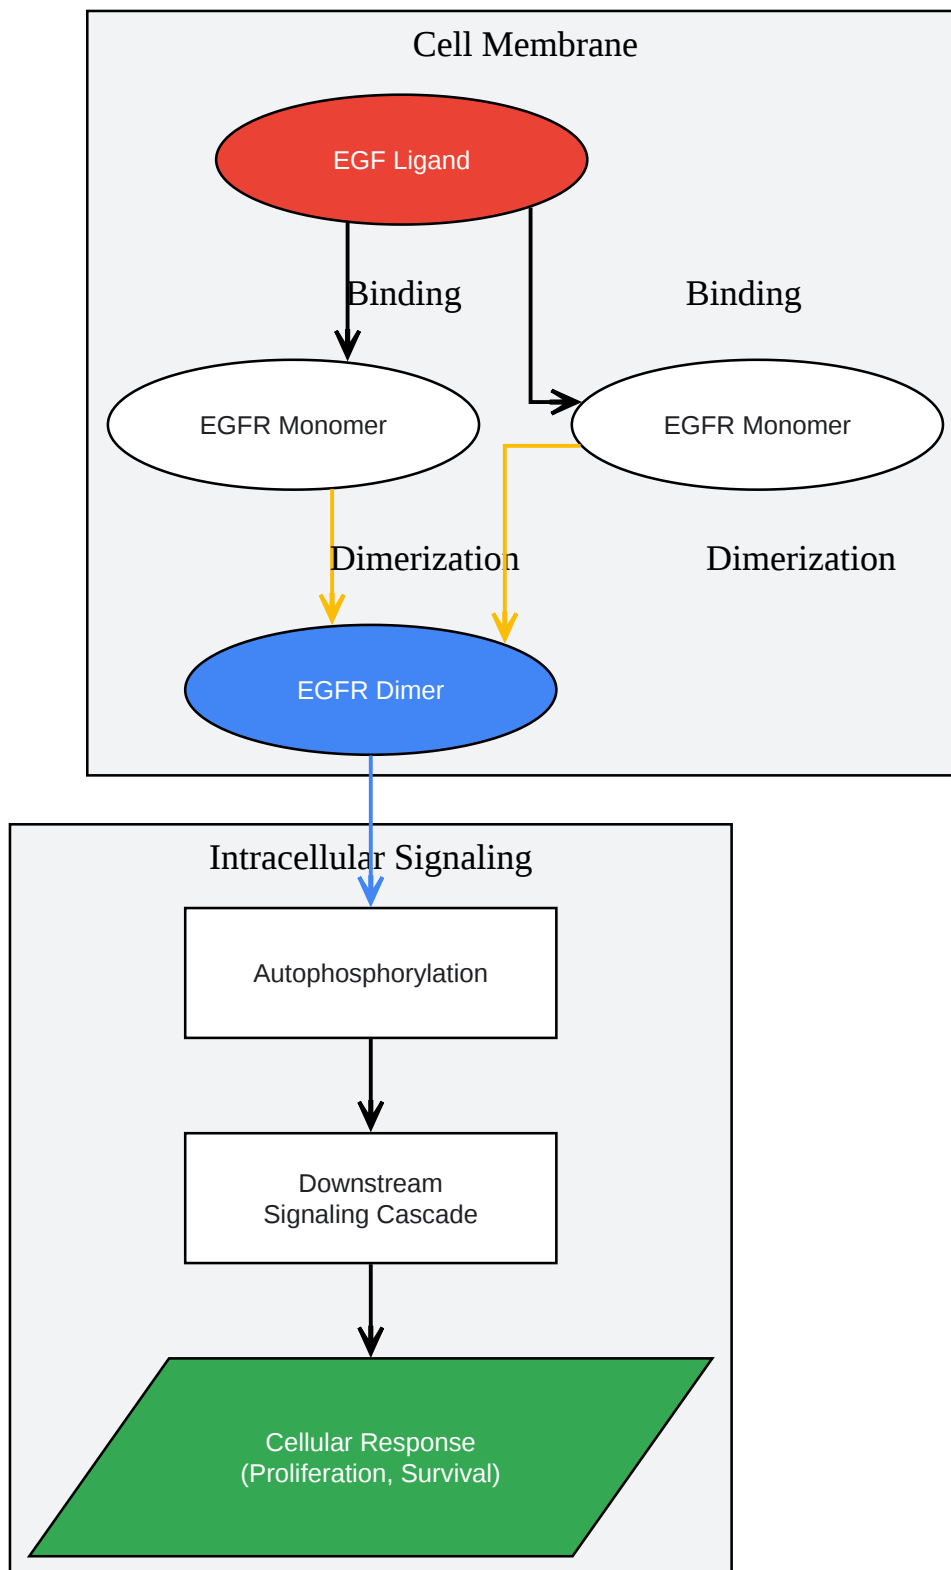 Cell Membrane
EGF Ligand
Binding
Binding
EGFR Monomer
EGFR Monomer
Dimerization
Dimerization
EGFR Dimer
Intracellular Signaling
Autophosphorylation
Downstream
Signaling Cascade
Cellular Response
(Proliferation, Survival)